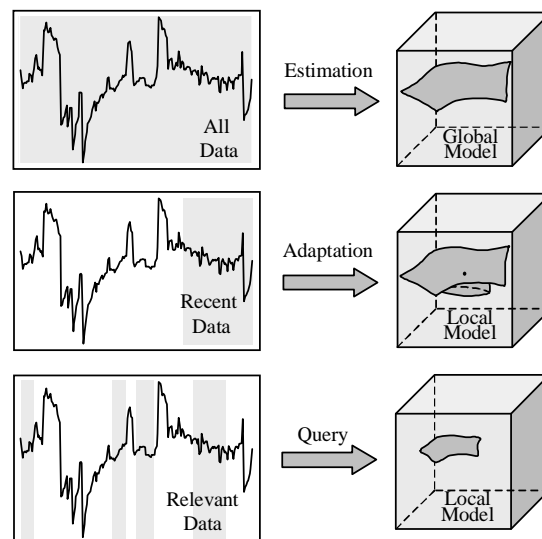 All
Data
Estimation
Global
Model
Recent
Data
Adaptation
Local
Model
Relevant
Data
Query
Local
Model